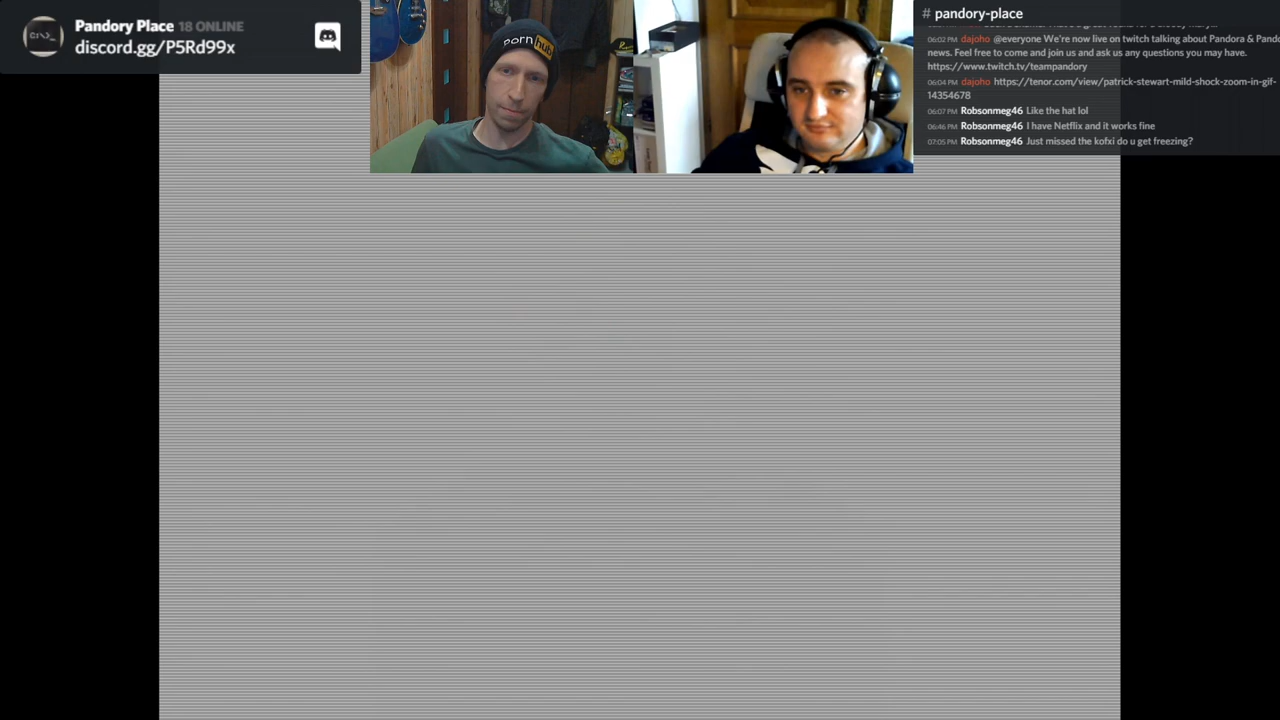 Pandory Place 18 ONLINE
discord.gg/P5Rd99x
porn hub
# pandory-place
06:02 PM dajoho @everyone We're now live on twitch talking about Pandora & Pando
news. Feel free to come and join us and ask us any questions you may have.
https://www.twitch.tv/teampandory
06:04 PM dajoho https://tenor.com/view/patrick-stewart-mild-shock-zoom-in-gif-
14354678
06:07 PM Robsonmeg46 Like the hat lol
06:46 PM Robsonmeg46 I have Netflix and it works fine
07:05 PM Robsonmeg46 Just missed the kofxi do u get freezing?